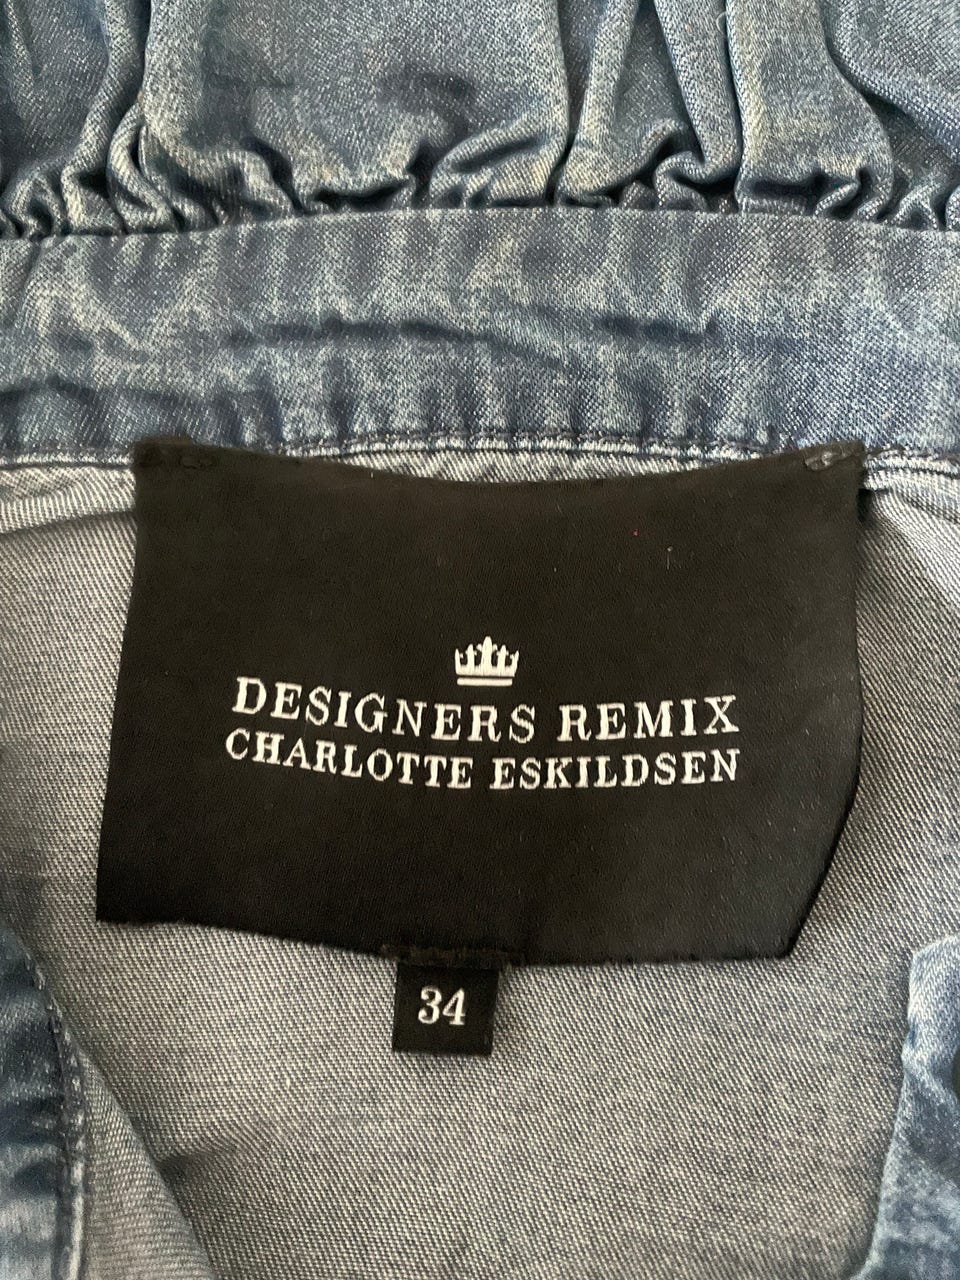 DESIGNERS REMIX
CHARLOTTE ESKILDSEN
34